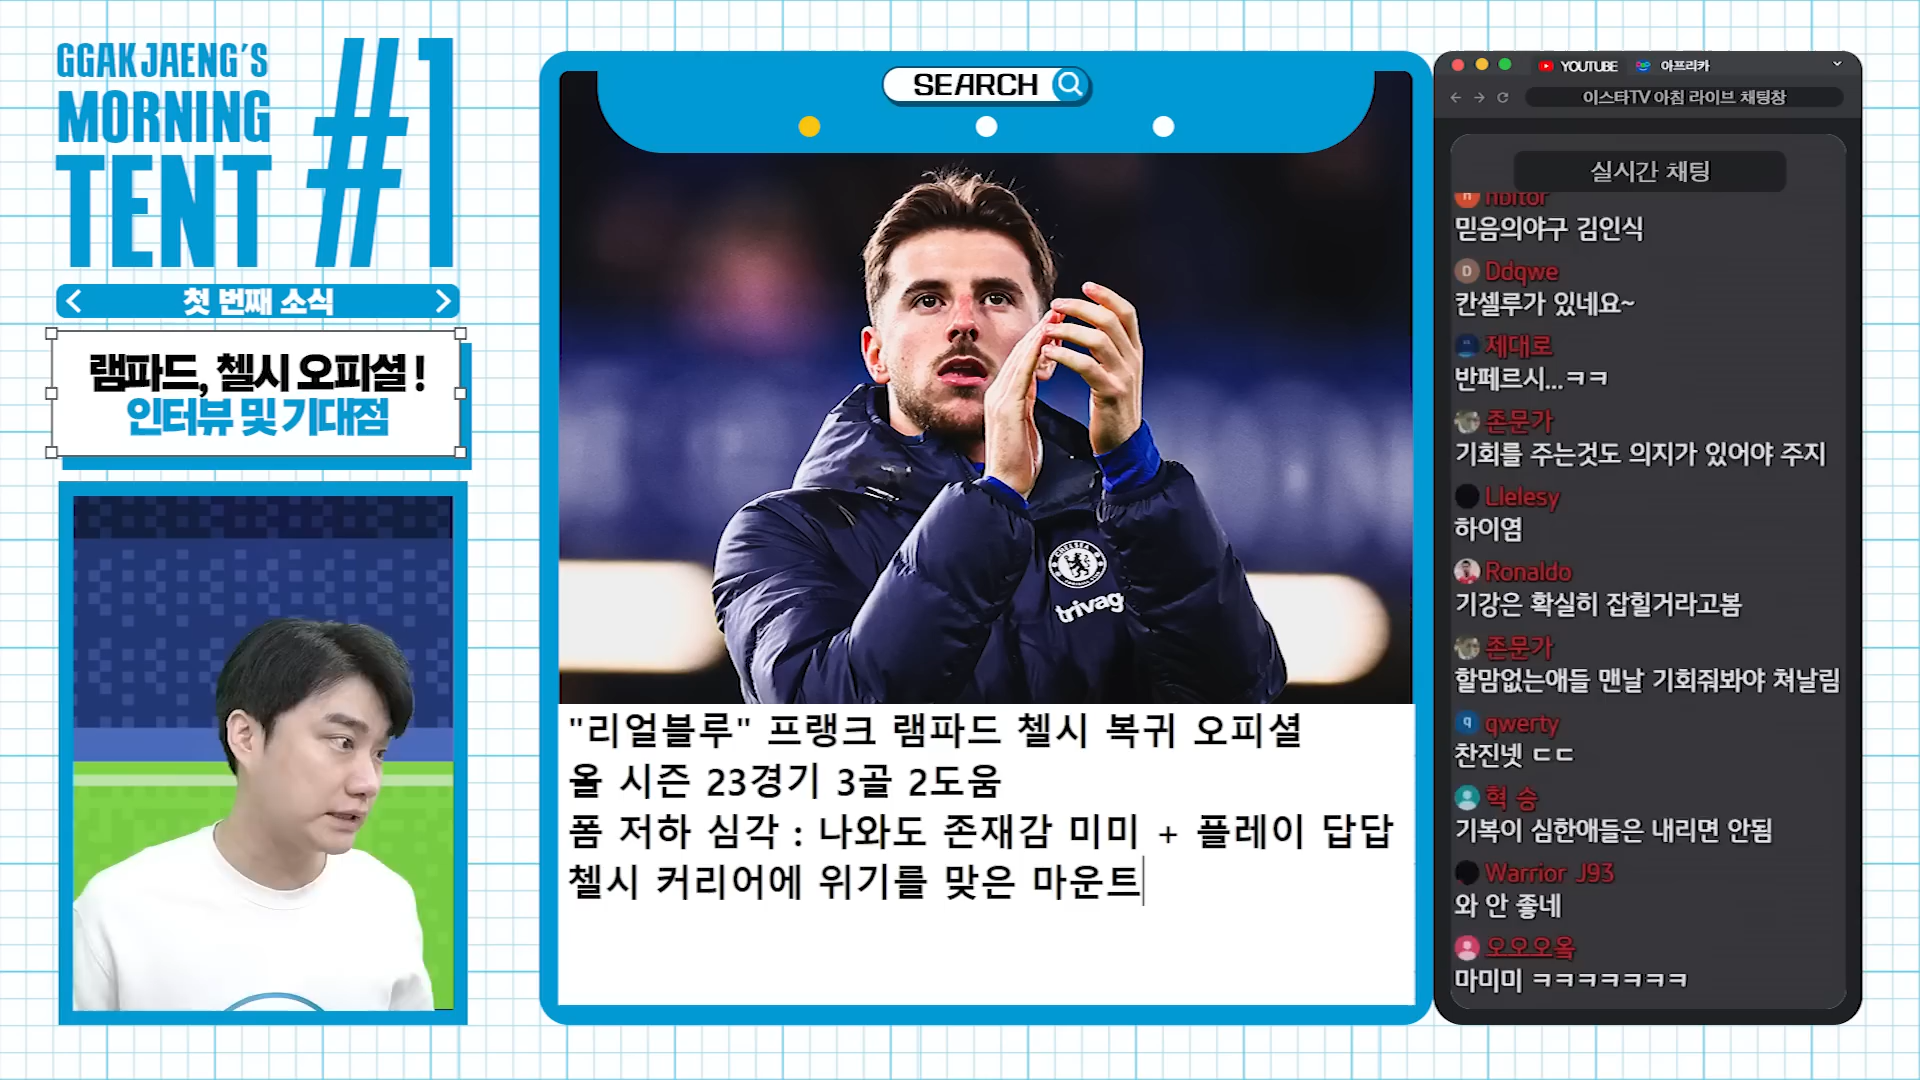 GGAKJAENG'S
MORNING
TENT
#1
첫 번째 소식
램파드, 첼시 오피셜 !
인터뷰 및 기대점
SEARCH
CHELSEA
trivago
"리얼블루" 프랭크 램파드 첼시 복귀 오피셜
올 시즌 23경기 3골 2도움
폼 저하 심각 : 나와도 존재감 미미 + 플레이 답답
첼시 커리어에 위기를 맞은 마운트
YOUTUBE
아프리카
이스타TV 아침 라이브 채팅창
실시간 채팅
hbitor
믿음의야구 김인식
D Ddqwe
칸셀루가 있네요~
제대로
반페르시...ㅋㅋ
존문가
기회를 주는것도 의지가 있어야 주지
Llelesy
하이염
Ronaldo
기강은 확실히 잡힐거라고봄
존문가
할맘없는애들 맨날 기회줘봐야 쳐날림
q qwerty
찬진넷 ㄷㄷ
혁 승
기복이 심한애들은 내리면 안됨
Warrior J93
와 안 좋네
오오오옥
마미미 ㅋㅋㅋㅋㅋㅋㅋ